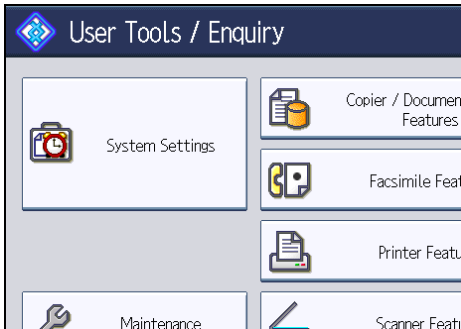 User Tools / Enquiry
System Settings
Copier / Documen
Features
Facsimile Feat
Printer Featu
Maintenance
Scanner Featu